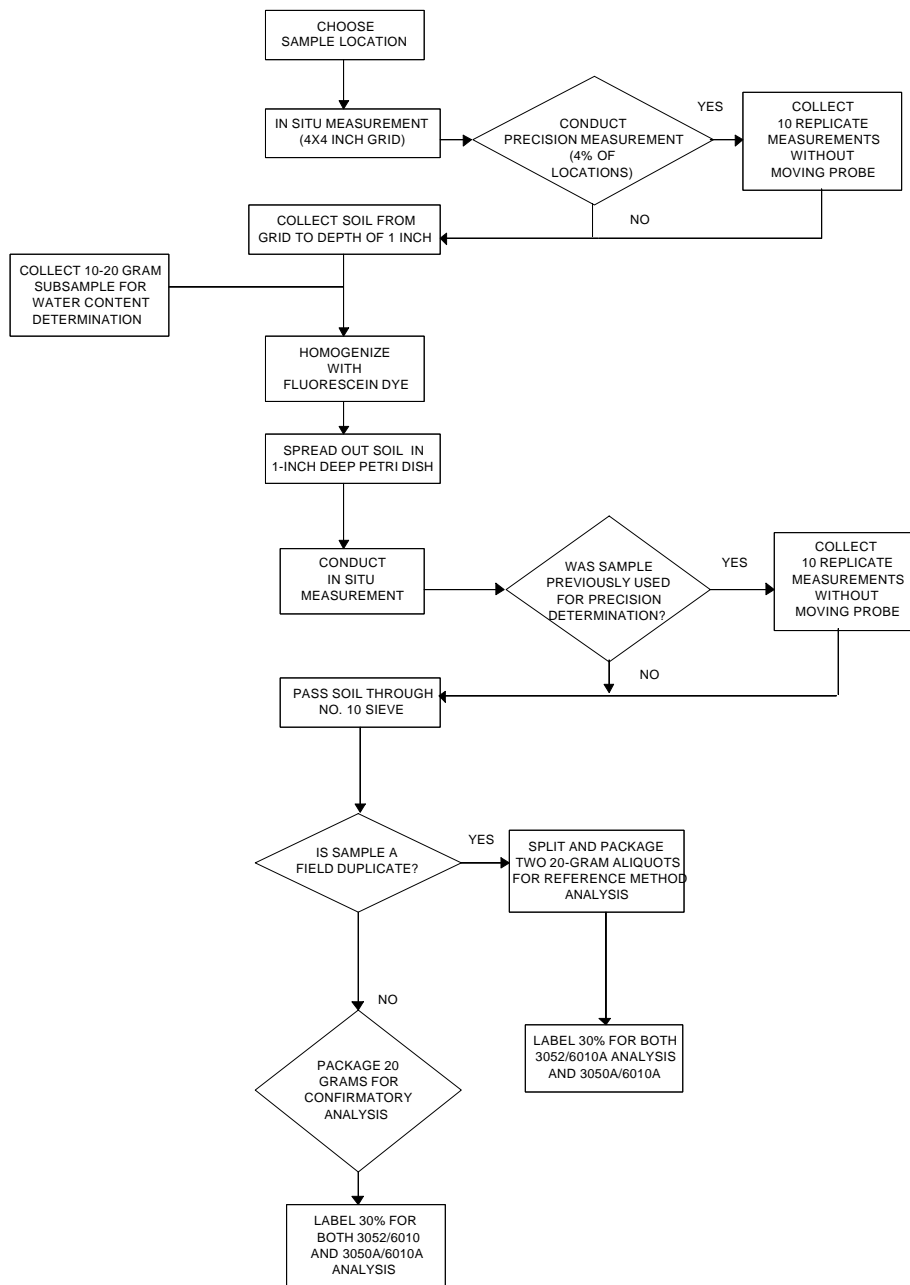 CHOOSE
SAMPLE LOCATION
IN SITU MEASUREMENT
(4X4 INCH GRID)
CONDUCT
PRECISION MEASUREMENT
(4% OF
LOCATIONS)
YES
COLLECT
10 REPLICATE
MEASUREMENTS
WITHOUT
MOVING PROBE
NO
COLLECT SOIL FROM
GRID TO DEPTH OF 1 INCH
COLLECT 10-20 GRAM
SUBSAMPLE FOR
WATER CONTENT
DETERMINATION
HOMOGENIZE
WITH
FLUORESCEIN DYE
SPREAD OUT SOIL IN
1-INCH DEEP PETRI DISH
CONDUCT
IN SITU
MEASUREMENT
WAS SAMPLE
PREVIOUSLY USED
FOR PRECISION
DETERMINATION?
YES
COLLECT
10 REPLICATE
MEASUREMENTS
WITHOUT
MOVING PROBE
NO
PASS SOIL THROUGH
NO. 10 SIEVE
IS SAMPLE A
FIELD DUPLICATE?
YES
SPLIT AND PACKAGE
TWO 20-GRAM ALIQUOTS
FOR REFERENCE METHOD
ANALYSIS
NO
LABEL 30% FOR BOTH
3052/6010A ANALYSIS
AND 3050A/6010A
PACKAGE 20
GRAMS FOR
CONFIRMATORY
ANALYSIS
LABEL 30% FOR
BOTH 3052/6010
AND 3050A/6010A
ANALYSIS